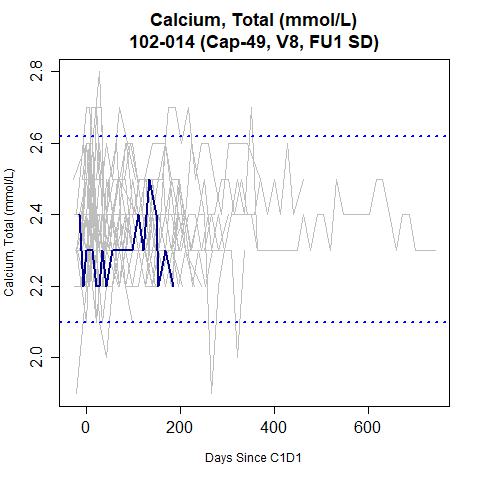 Calcium, Total (mmol/L)
102-014 (Cap-49, V8, FU1 SD)
Calcium, Total (mmol/L)
2.8
2.6
2.4
2.2
2.0
0 200 400 600
Days Since C1D1